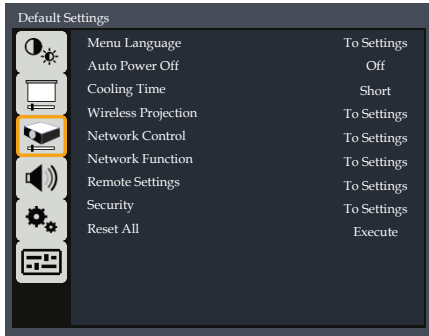 Default Settings
Menu Language To Settings
Auto Power Off Off
Cooling Time Short
Wireless Projection To Settings
Network Control To Settings
Network Function To Settings
Remote Settings To Settings
Security To Settings
Reset All Execute